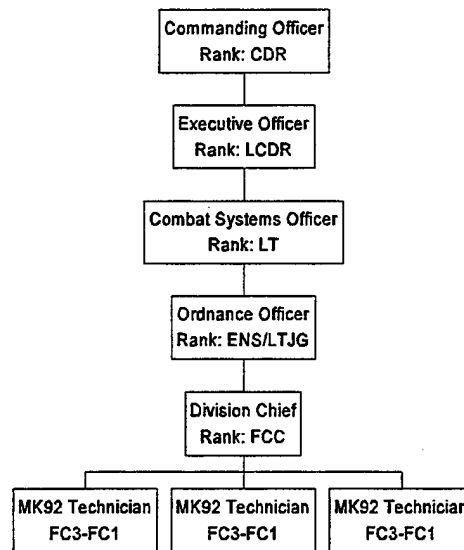 Commanding Officer
Rank: CDR
Executive Officer
Rank: LCDR
Combat Systems Officer
Rank: LT
Ordnance Officer
Rank: ENS/LTJG
Division Chief
Rank: FCC
MK92 Technician
FC3-FC1
MK92 Technician
FC3-FC1
MK92 Technician
FC3-FC1